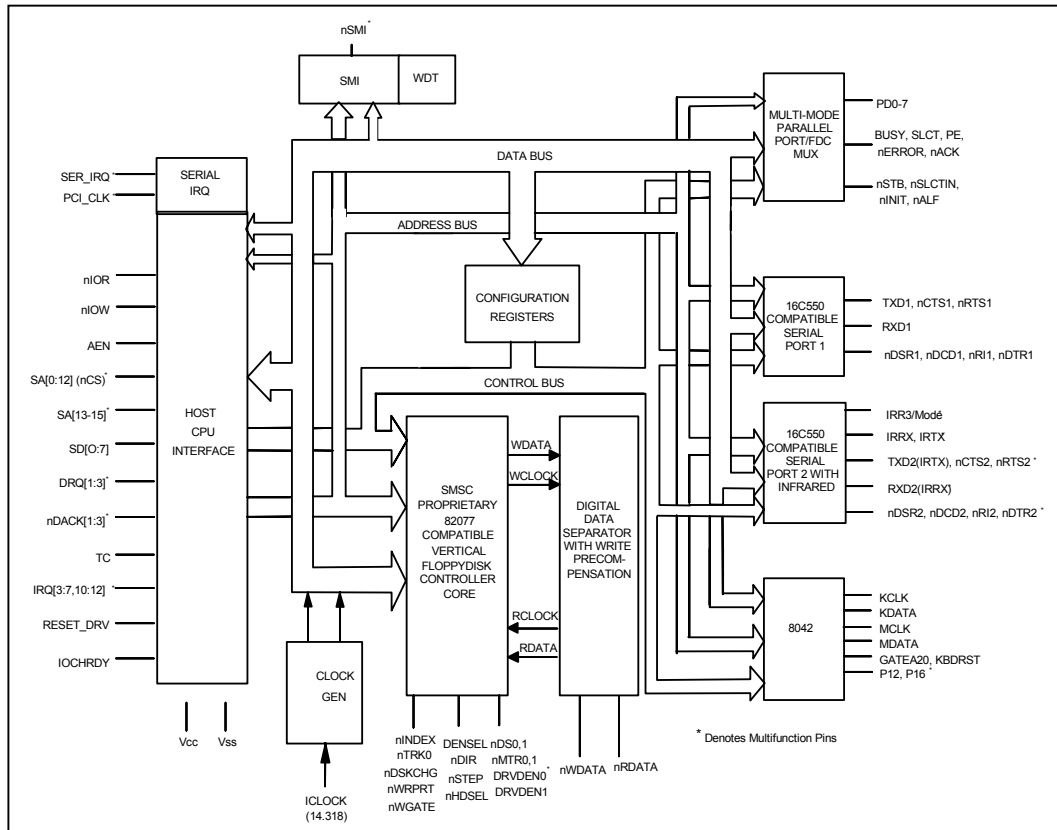 nSMI*
SMI
WDT
MULTI-MODE
PARALLEL
PORT/FDC
MUX
PD0-7
BUSY, SLCT, PE,
nERROR, nACK
nSTB, nSLCTIN,
nINIT, nALF
DATA BUS
SER_IRQ*
PCI_CLK*
SERIAL
IRQ
ADDRESS BUS
nIOR
nIOW
AEN
SA[0:12] (nCS)*
SA[13-15]*
SD[O:7]
DRQ[1:3]*
nDACK[1:3]*
TC
IRQ[3:7,10:12]*
RESET_DRV
IOCHRDY
HOST
CPU
INTERFACE
CONFIGURATION
REGISTERS
CONTROL BUS
16C550
COMPATIBLE
SERIAL
PORT 1
TXD1, nCTS1, nRTS1
RXD1
nDSR1, nDCD1, nRI1, nDTR1
16C550
COMPATIBLE
SERIAL
PORT 2 WITH
INFRARED
IRR3/Mode*
IRRX, IRTX*
TXD2(IRTX), nCTS2, nRTS2 *
RXD2(IRRX)
nDSR2, nDCD2, nRI2, nDTR2 *
SMSC
PROPRIETARY
82077
COMPATIBLE
VERTICAL
FLOPPYDISK
CONTROLLER
CORE
WDATA
WCLOCK
RCLOCK
RDATA
DIGITAL
DATA
SEPARATOR
WITH WRITE
PRECOM-
PENSATION
8042
KCLK
KDATA
MCLK
MDATA
GATEA20, KBDRST
P12, P16 *
CLOCK
GEN
Vcc
Vss
ICLOCK
(14.318)
nINDEX
nTRK0
nDSKCHG
nWRPRT
nWGATE
DENSEL
nDIR
nSTEP
nHDSEL
nDS0,1
nMTR0,1
DRVDEN0*
DRVDEN1
nWDATA
nRDATA
* Denotes Multifunction Pins